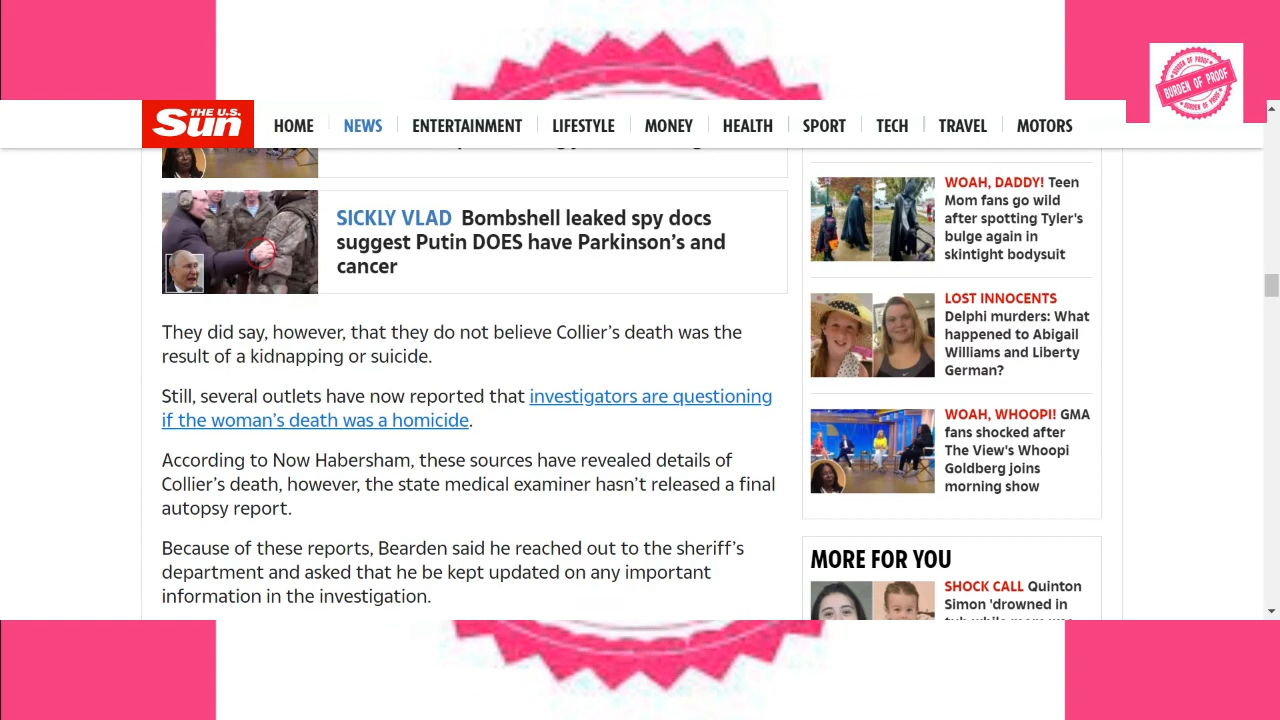 BURDEN OF PROOF
BURDEN OF PROOF
BURDEN OF PROOF
THE U.S.
Sun
HOME
NEWS
ENTERTAINMENT
LIFESTYLE
MONEY
HEALTH
SPORT
TECH
TRAVEL
MOTORS
SICKLY VLAD Bombshell leaked spy docs
suggest Putin DOES have Parkinson’s and
cancer
They did say, however, that they do not believe Collier’s death was the
result of a kidnapping or suicide.
Still, several outlets have now reported that investigators are questioning
if the woman’s death was a homicide.
According to Now Habersham, these sources have revealed details of
Collier’s death, however, the state medical examiner hasn’t released a final
autopsy report.
Because of these reports, Bearden said he reached out to the sheriff’s
department and asked that he be kept updated on any important
information in the investigation.
WOAH, DADDY! Teen
Mom fans go wild
after spotting Tyler's
bulge again in
skintight bodysuit
LOST INNOCENTS
Delphi murders: What
happened to Abigail
Williams and Liberty
German?
WOAH, WHOOPI! GMA
fans shocked after
The View's Whoopi
Goldberg joins
morning show
MORE FOR YOU
SHOCK CALL Quinton
Simon 'drowned in